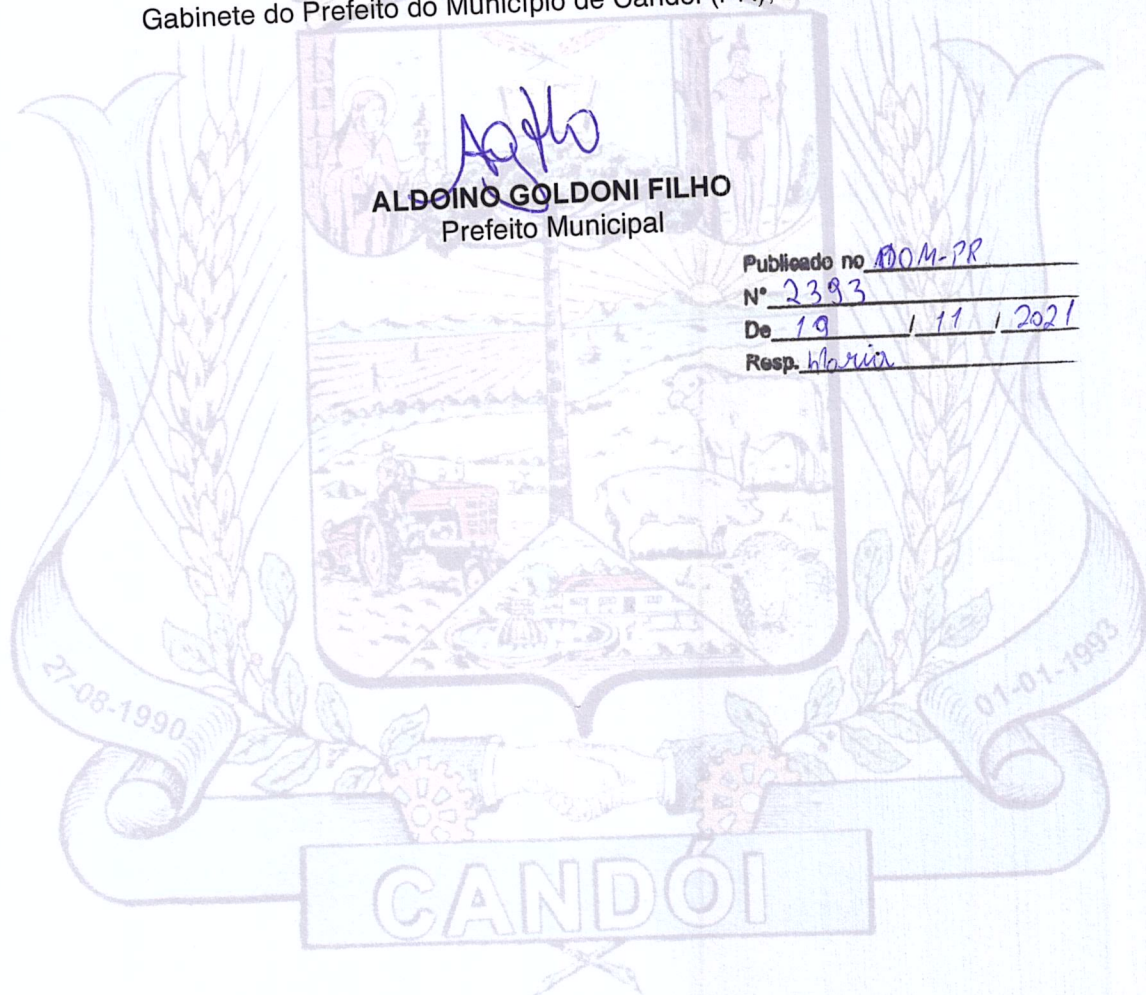 Gabinete do Prefeito do Município de Candói (PR),
ALDOINO GOLDONI FILHO
Prefeito Municipal
Publicado no DOM-PR
Nº 2393
De 19 / 11 / 2021
Resp. Maria
27-08-1990
01-01-1993
CANDÓI